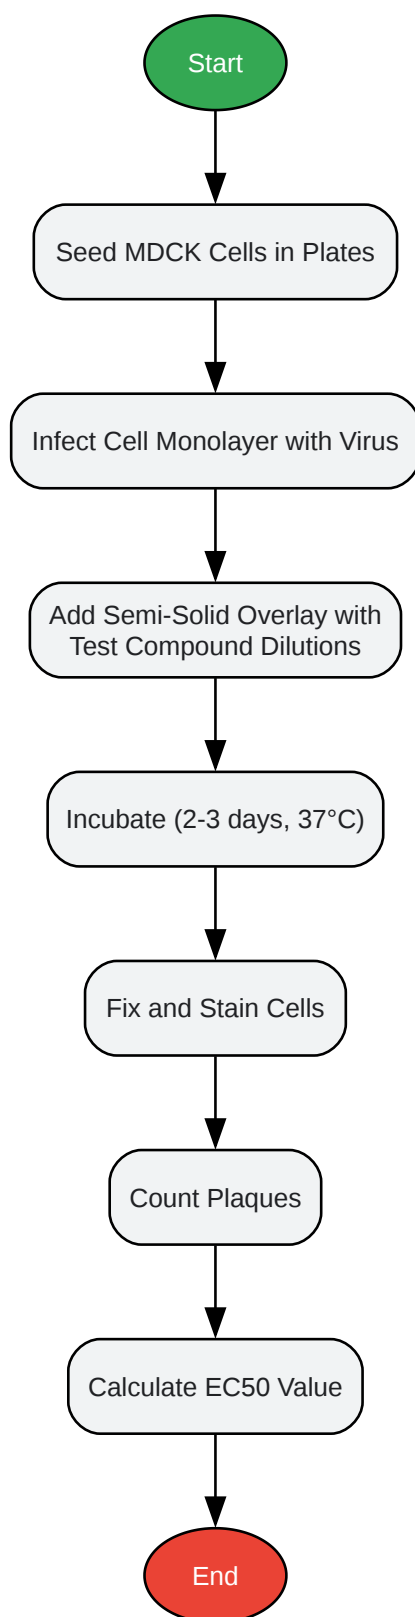 Start
Seed MDCK Cells in Plates
Infect Cell Monolayer with Virus
Add Semi-Solid Overlay with
Test Compound Dilutions
Incubate (2-3 days, 37°C)
Fix and Stain Cells
Count Plaques
Calculate EC50 Value
End